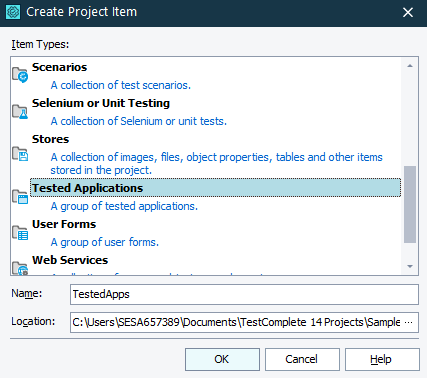 Create Project Item
Item Types:
Scenarios
A collection of test scenarios.
Selenium or Unit Testing
A collection of Selenium or unit tests.
Stores
A collection of images, files, object properties, tables and other items
stored in the project.
Tested Applications
A group of tested applications.
User Forms
A group of user forms.
Web Services
Name:
TestedApps
Location:
C:\Users\SESA657389\Documents\TestComplete 14 Projects\Sample ...
OK
Cancel
Help